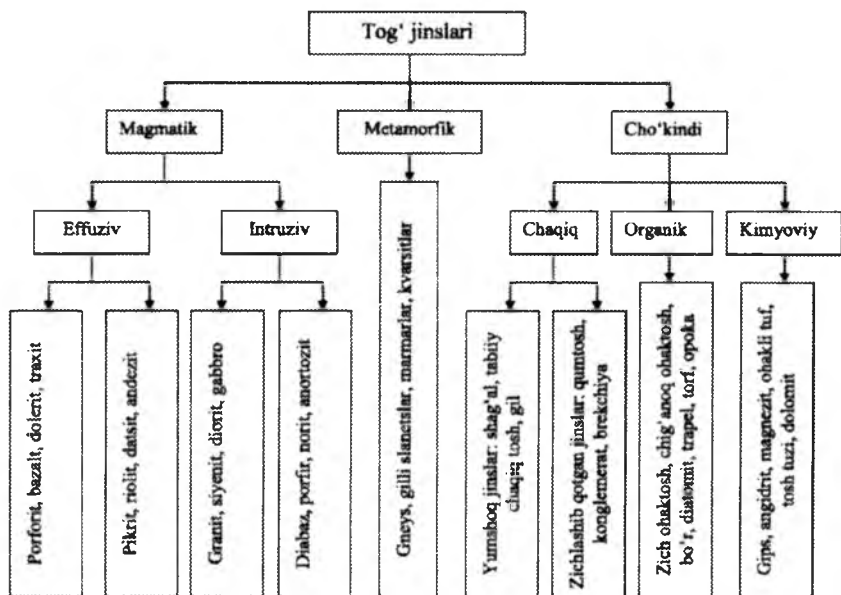 Tog‘ jinslari
Magmatik
Metamorfik
Cho‘kindi
Effuziv
Intruziv
Chaqiq
Organik
Kimyoviy
Porforit, bazalt, dolerit, traxit
Pikrit, riolit, datsit, andezit
Granit, siyenit, diorit, gabbro
Diabaz, porfir, norit, anortozit
Gneys, gilli slanetslar, marmarlar, kvarsitlar
Yumshoq jinslar: shag‘al, tabiiy
chaqiq tosh, gil
Zichlashib qotgan jinslar: qumtosh,
konglemerat, brekchiya
Zich ohaktosh, chig‘anoq ohaktosh,
bo‘r, diatomit, trapel, torf, opoka
Gips, angidrit, magnezit, ohakli tuf,
tosh tuzi, dolomit